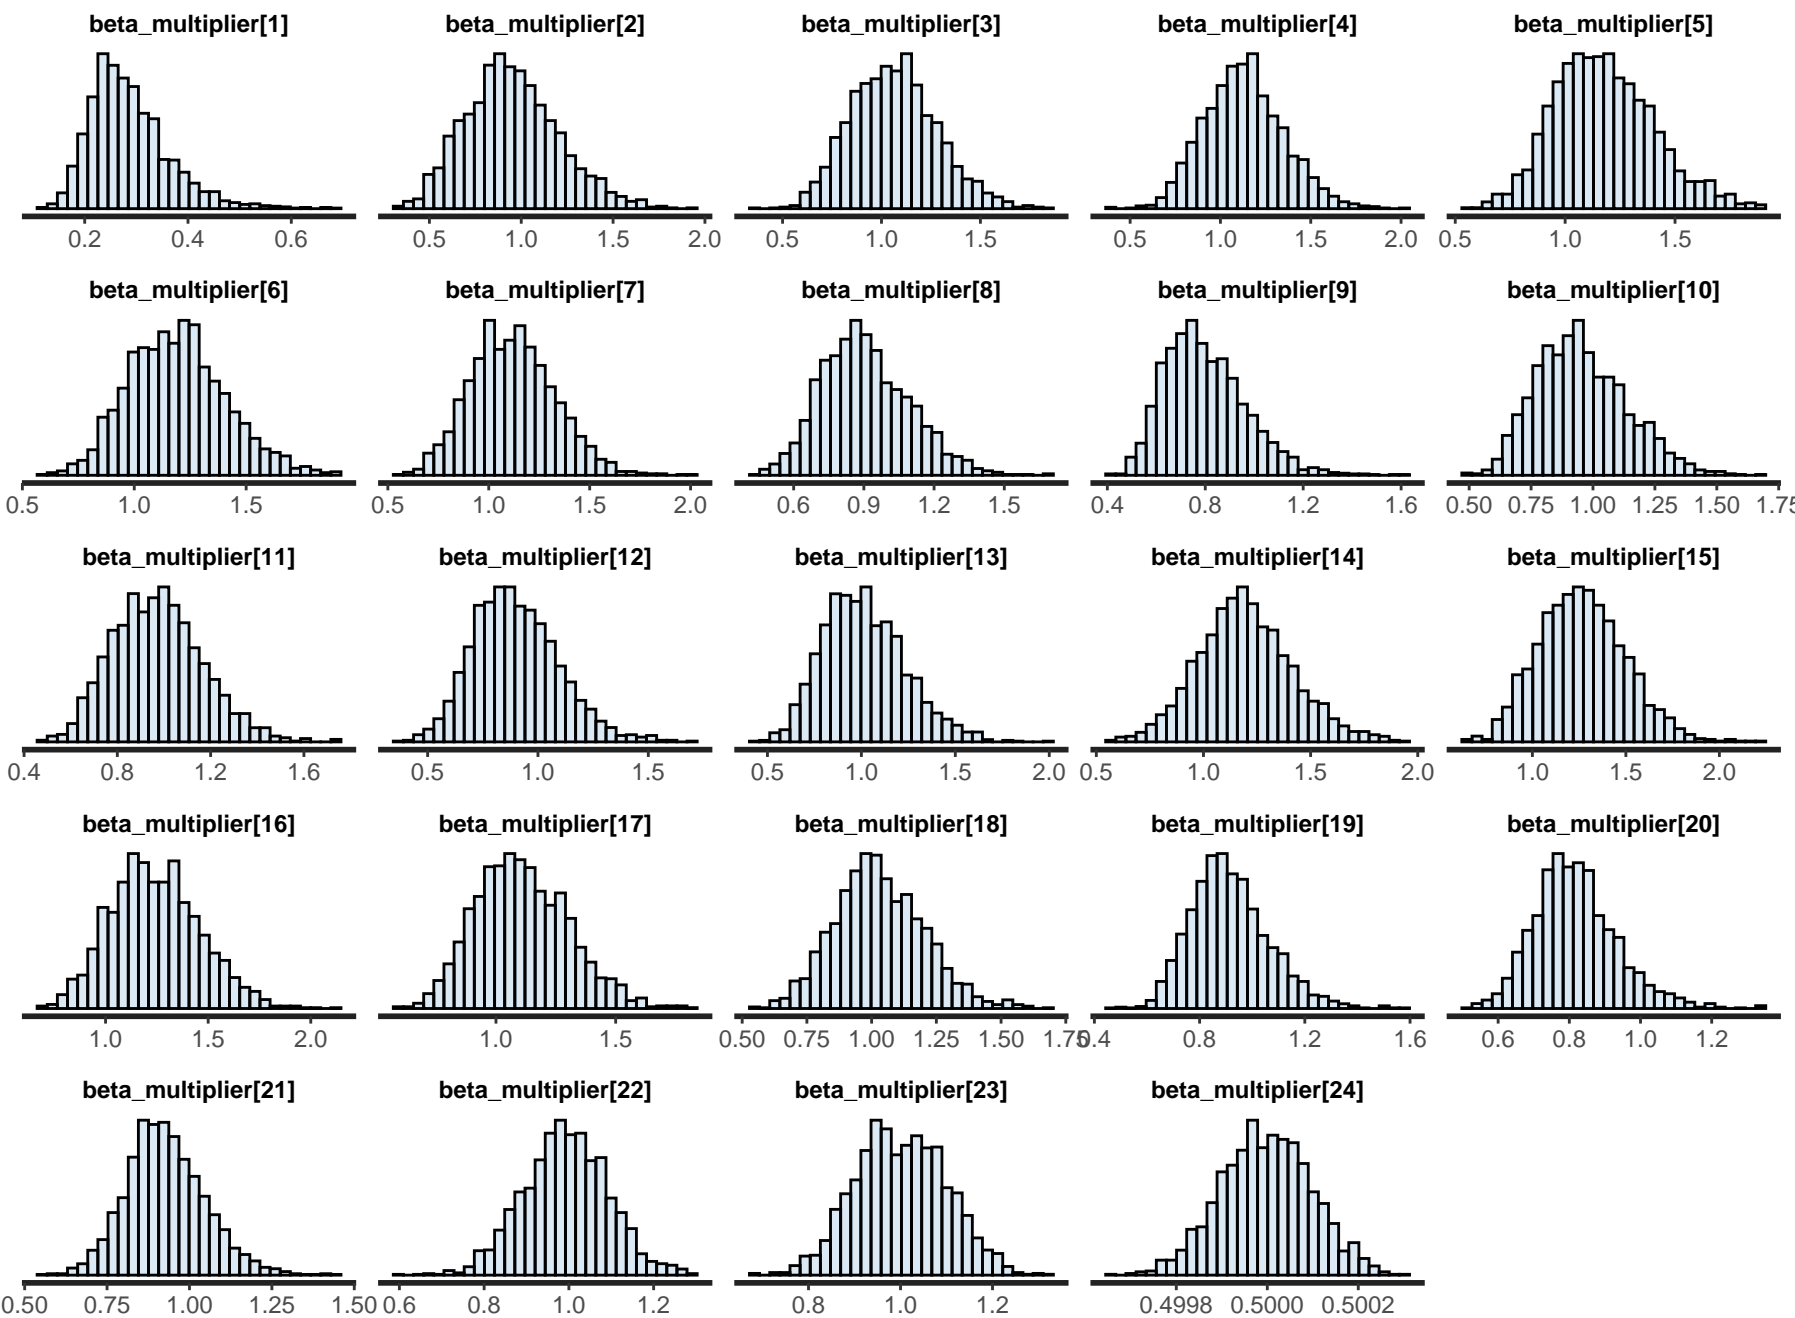 beta_multiplier[1] beta_multiplier[2] beta_multiplier[3] beta_multiplier[4] beta_multiplier[5]
0.2 0.4 0.6 0.5 1.0 1.5 2.0 0.5 1.0 1.5 0.5 1.0 1.5 2.0 0.5 1.0 1.5
beta_multiplier[6] beta_multiplier[7] beta_multiplier[8] beta_multiplier[9] beta_multiplier[10]
0.5 1.0 1.5 0.5 1.0 1.5 2.0 0.6 0.9 1.2 1.5 0.4 0.8 1.2 1.6 0.50 0.75 1.00 1.25 1.50 1.75
beta_multiplier[11] beta_multiplier[12] beta_multiplier[13] beta_multiplier[14] beta_multiplier[15]
0.4 0.8 1.2 1.6 0.5 1.0 1.5 0.5 1.0 1.5 2.0 0.5 1.0 1.5 2.0 1.0 1.5 2.0
beta_multiplier[16] beta_multiplier[17] beta_multiplier[18] beta_multiplier[19] beta_multiplier[20]
1.0 1.5 2.0 1.0 1.5 0.50 0.75 1.00 1.25 1.50 1.75 0.4 0.8 1.2 1.6 0.6 0.8 1.0 1.2
beta_multiplier[21] beta_multiplier[22] beta_multiplier[23] beta_multiplier[24]
0.50 0.75 1.00 1.25 1.50 0.6 0.8 1.0 1.2 0.8 1.0 1.2 0.4998 0.5000 0.5002